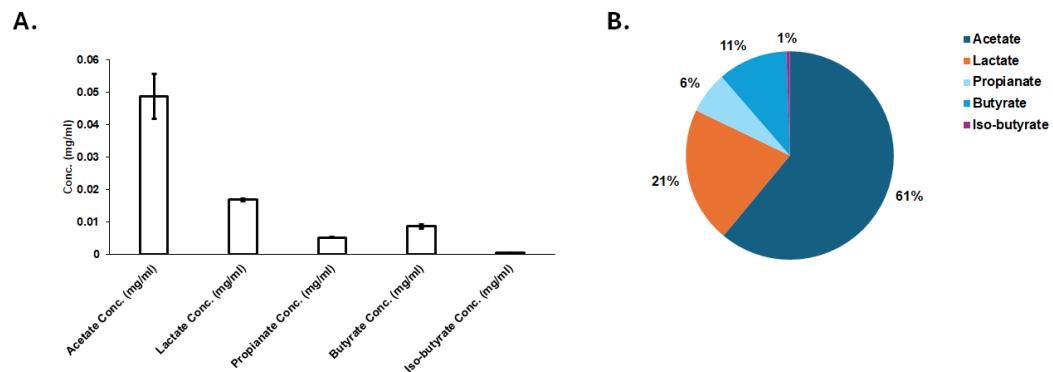 A.
0.06
0.05
0.04
0.03
0.02
0.01
0
Conc. (mg/ml)
Acetate Conc. (mg/ml)
Lactate Conc. (mg/ml)
Propianate Conc. (mg/ml)
Butyrate Conc. (mg/ml)
Iso-butyrate Conc. (mg/ml)
B.
1%
11%
6%
21%
61%
Acetate
Lactate
Propianate
Butyrate
Iso-butyrate